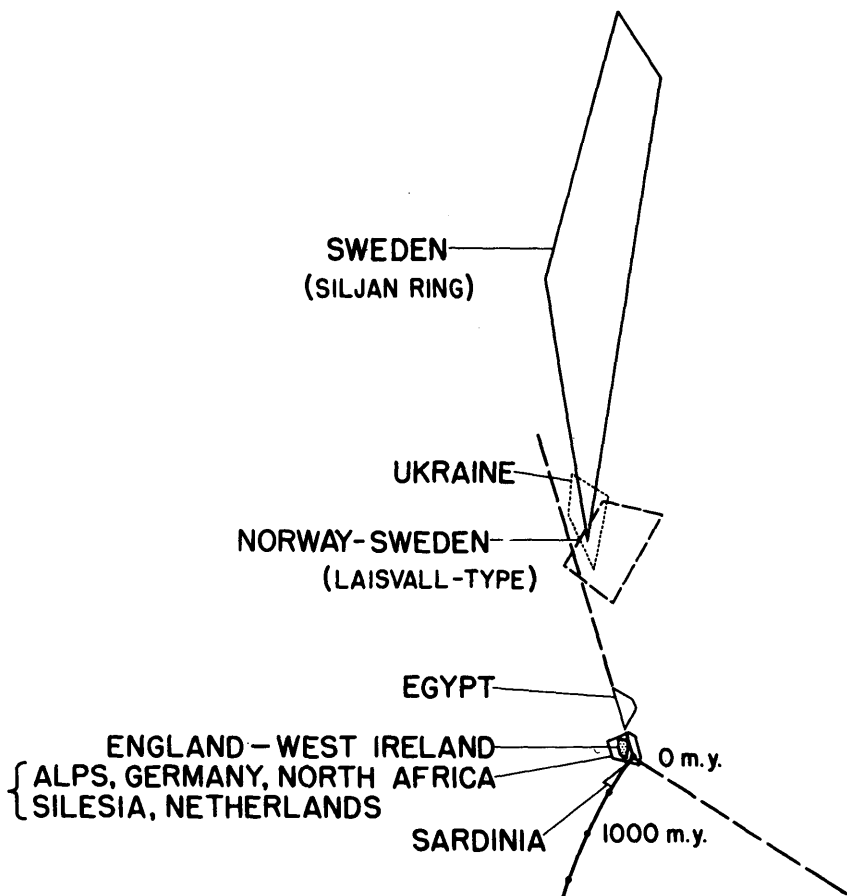 SWEDEN
(SILJAN RING)
UKRAINE
NORWAY-SWEDEN
(LAISVALL-TYPE)
EGYPT
ENGLAND-WEST IRELAND
0 m.y.
ALPS, GERMANY, NORTH AFRICA
SILESIA, NETHERLANDS
SARDINIA
1000 m.y.